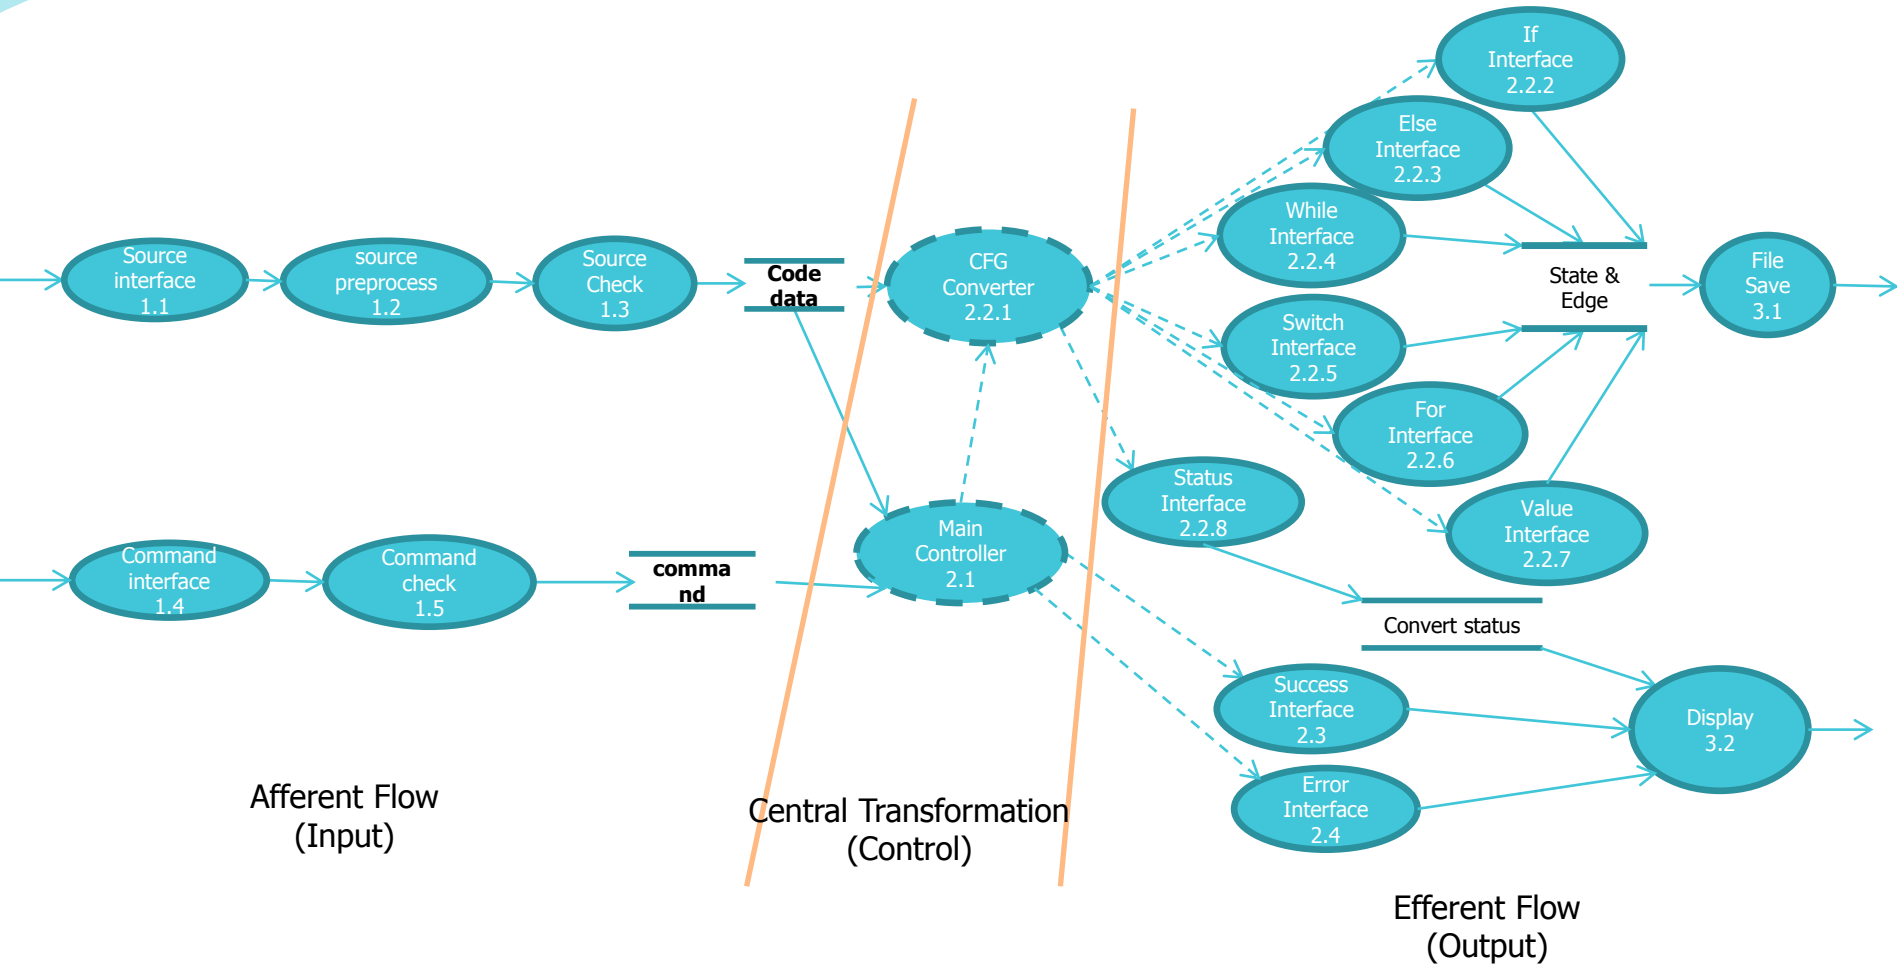 If
Interface
2.2.2
Else
Interface
2.2.3
While
Interface
2.2.4
Source
interface
1.1
source
preprocess
1.2
Source
Check
1.3
Code
data
CFG
Converter
2.2.1
State &
Edge
File
Save
3.1
Switch
Interface
2.2.5
For
Interface
2.2.6
Status
Interface
2.2.8
Value
Interface
2.2.7
Command
interface
1.4
Command
check
1.5
comma
nd
Main
Controller
2.1
Convert status
Success
Interface
2.3
Display
3.2
Error
Interface
2.4
Afferent Flow
(Input)
Central Transformation
(Control)
Efferent Flow
(Output)